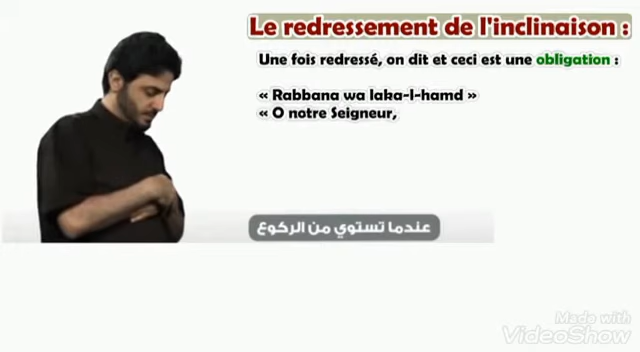 Le redressement de l'inclinaison :
Une fois redressé, on dit et ceci est une obligation :
« Rabbana wa laka-l-hamd »
« O notre Seigneur,
عندما تستوي من الركوع
Made with
VideoShow